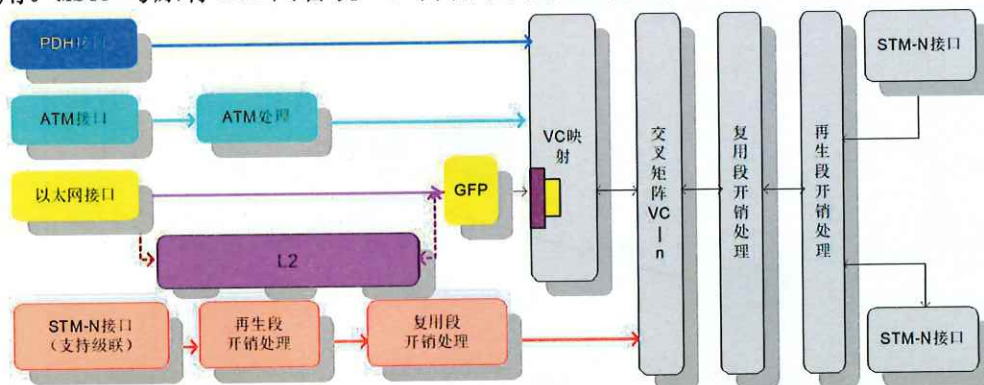 PDH接口
STM-N接口
ATM接口
ATM处理
VC映
射
交叉矩阵VC|n
复用段开销处理
再生段开销处理
以太网接口
GFP
L2
STM-N接口
（支持级联）
再生段
开销处理
复用段
开销处理
STM-N接口